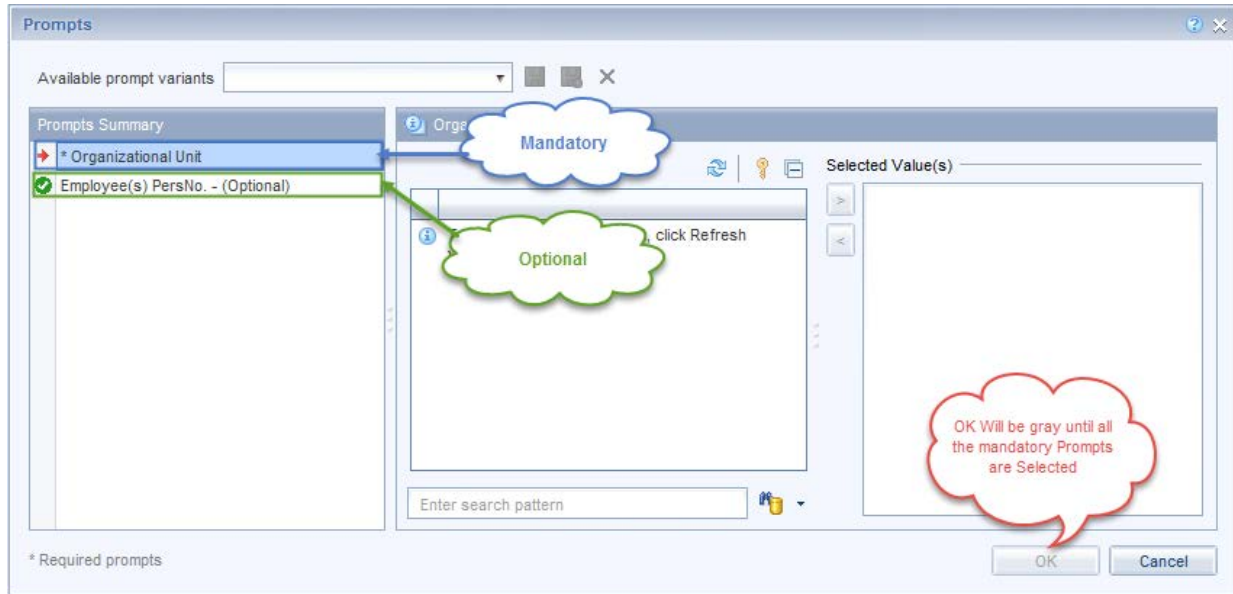 Prompts
Available prompt variants
Prompts Summary
Orga
Mandatory
* Organizational Unit
Employee(s) PersNo. - (Optional)
Selected Value(s)
>
<
, click Refresh
Optional
OK Will be gray until all
the mandatory Prompts
are Selected
Enter search pattern
* Required prompts
OK
Cancel